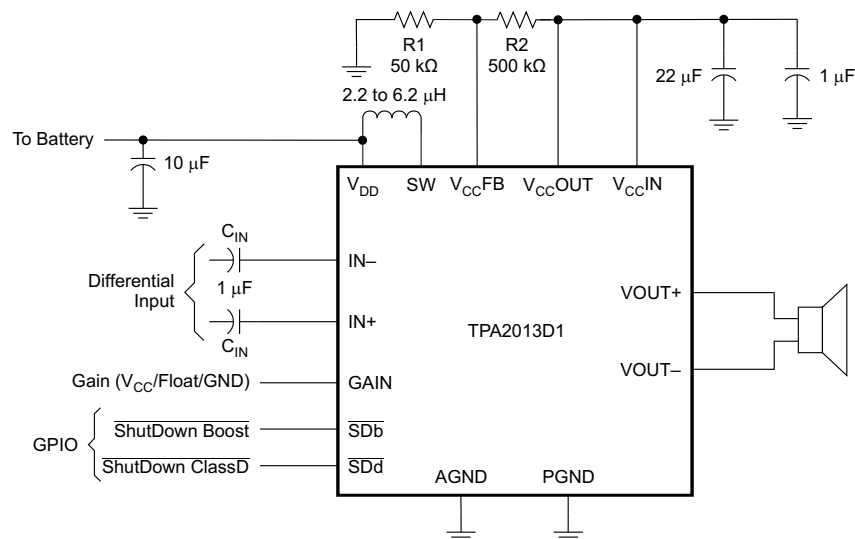 R1
50 kΩ
R2
500 kΩ
22 μF
1 μF
2.2 to 6.2 μH
To Battery
10 μF
VDD
SW
VCCFB
VCCOUT
VCCIN
CIN
IN–
Differential
Input
1 μF
IN+
CIN
VOUT+
TPA2013D1
VOUT–
Gain (VCC/Float/GND)
GAIN
GPIO
ShutDown Boost
SDb
ShutDown ClassD
SDd
AGND
PGND